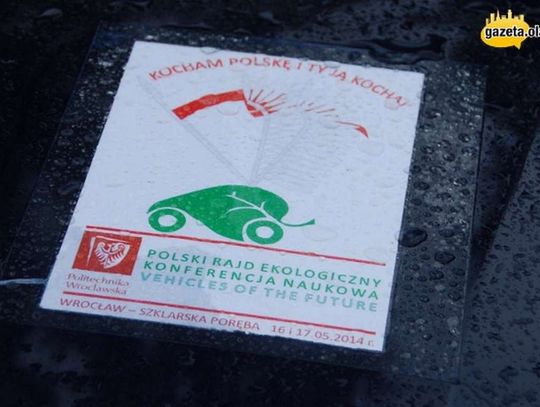 gazeta.ol
KOCHAM POLSKĘ I TY JĄ KOCHAJ
POLSKI RAJD EKOLOGICZNY
KONFERENCJA NAUKOWA
VEHICLES OF THE FUTURE
Politechnika
Wrocławska
WROCŁAW – SZKLARSKA PORĘBA 16 i 17.05.2014 r.